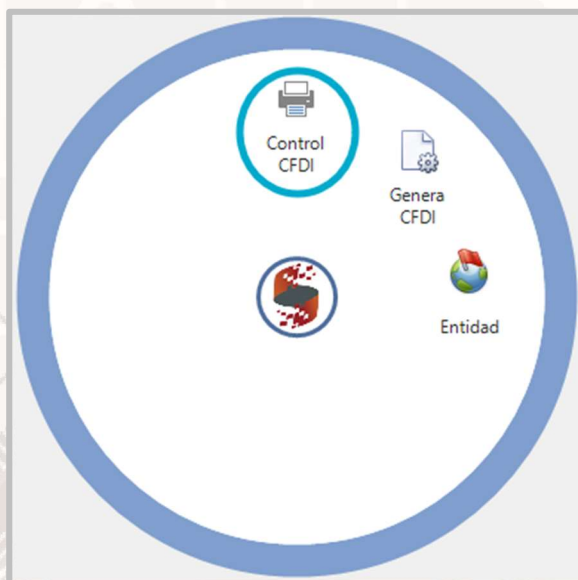 Control
CFDI
Genera
CFDI
Entidad